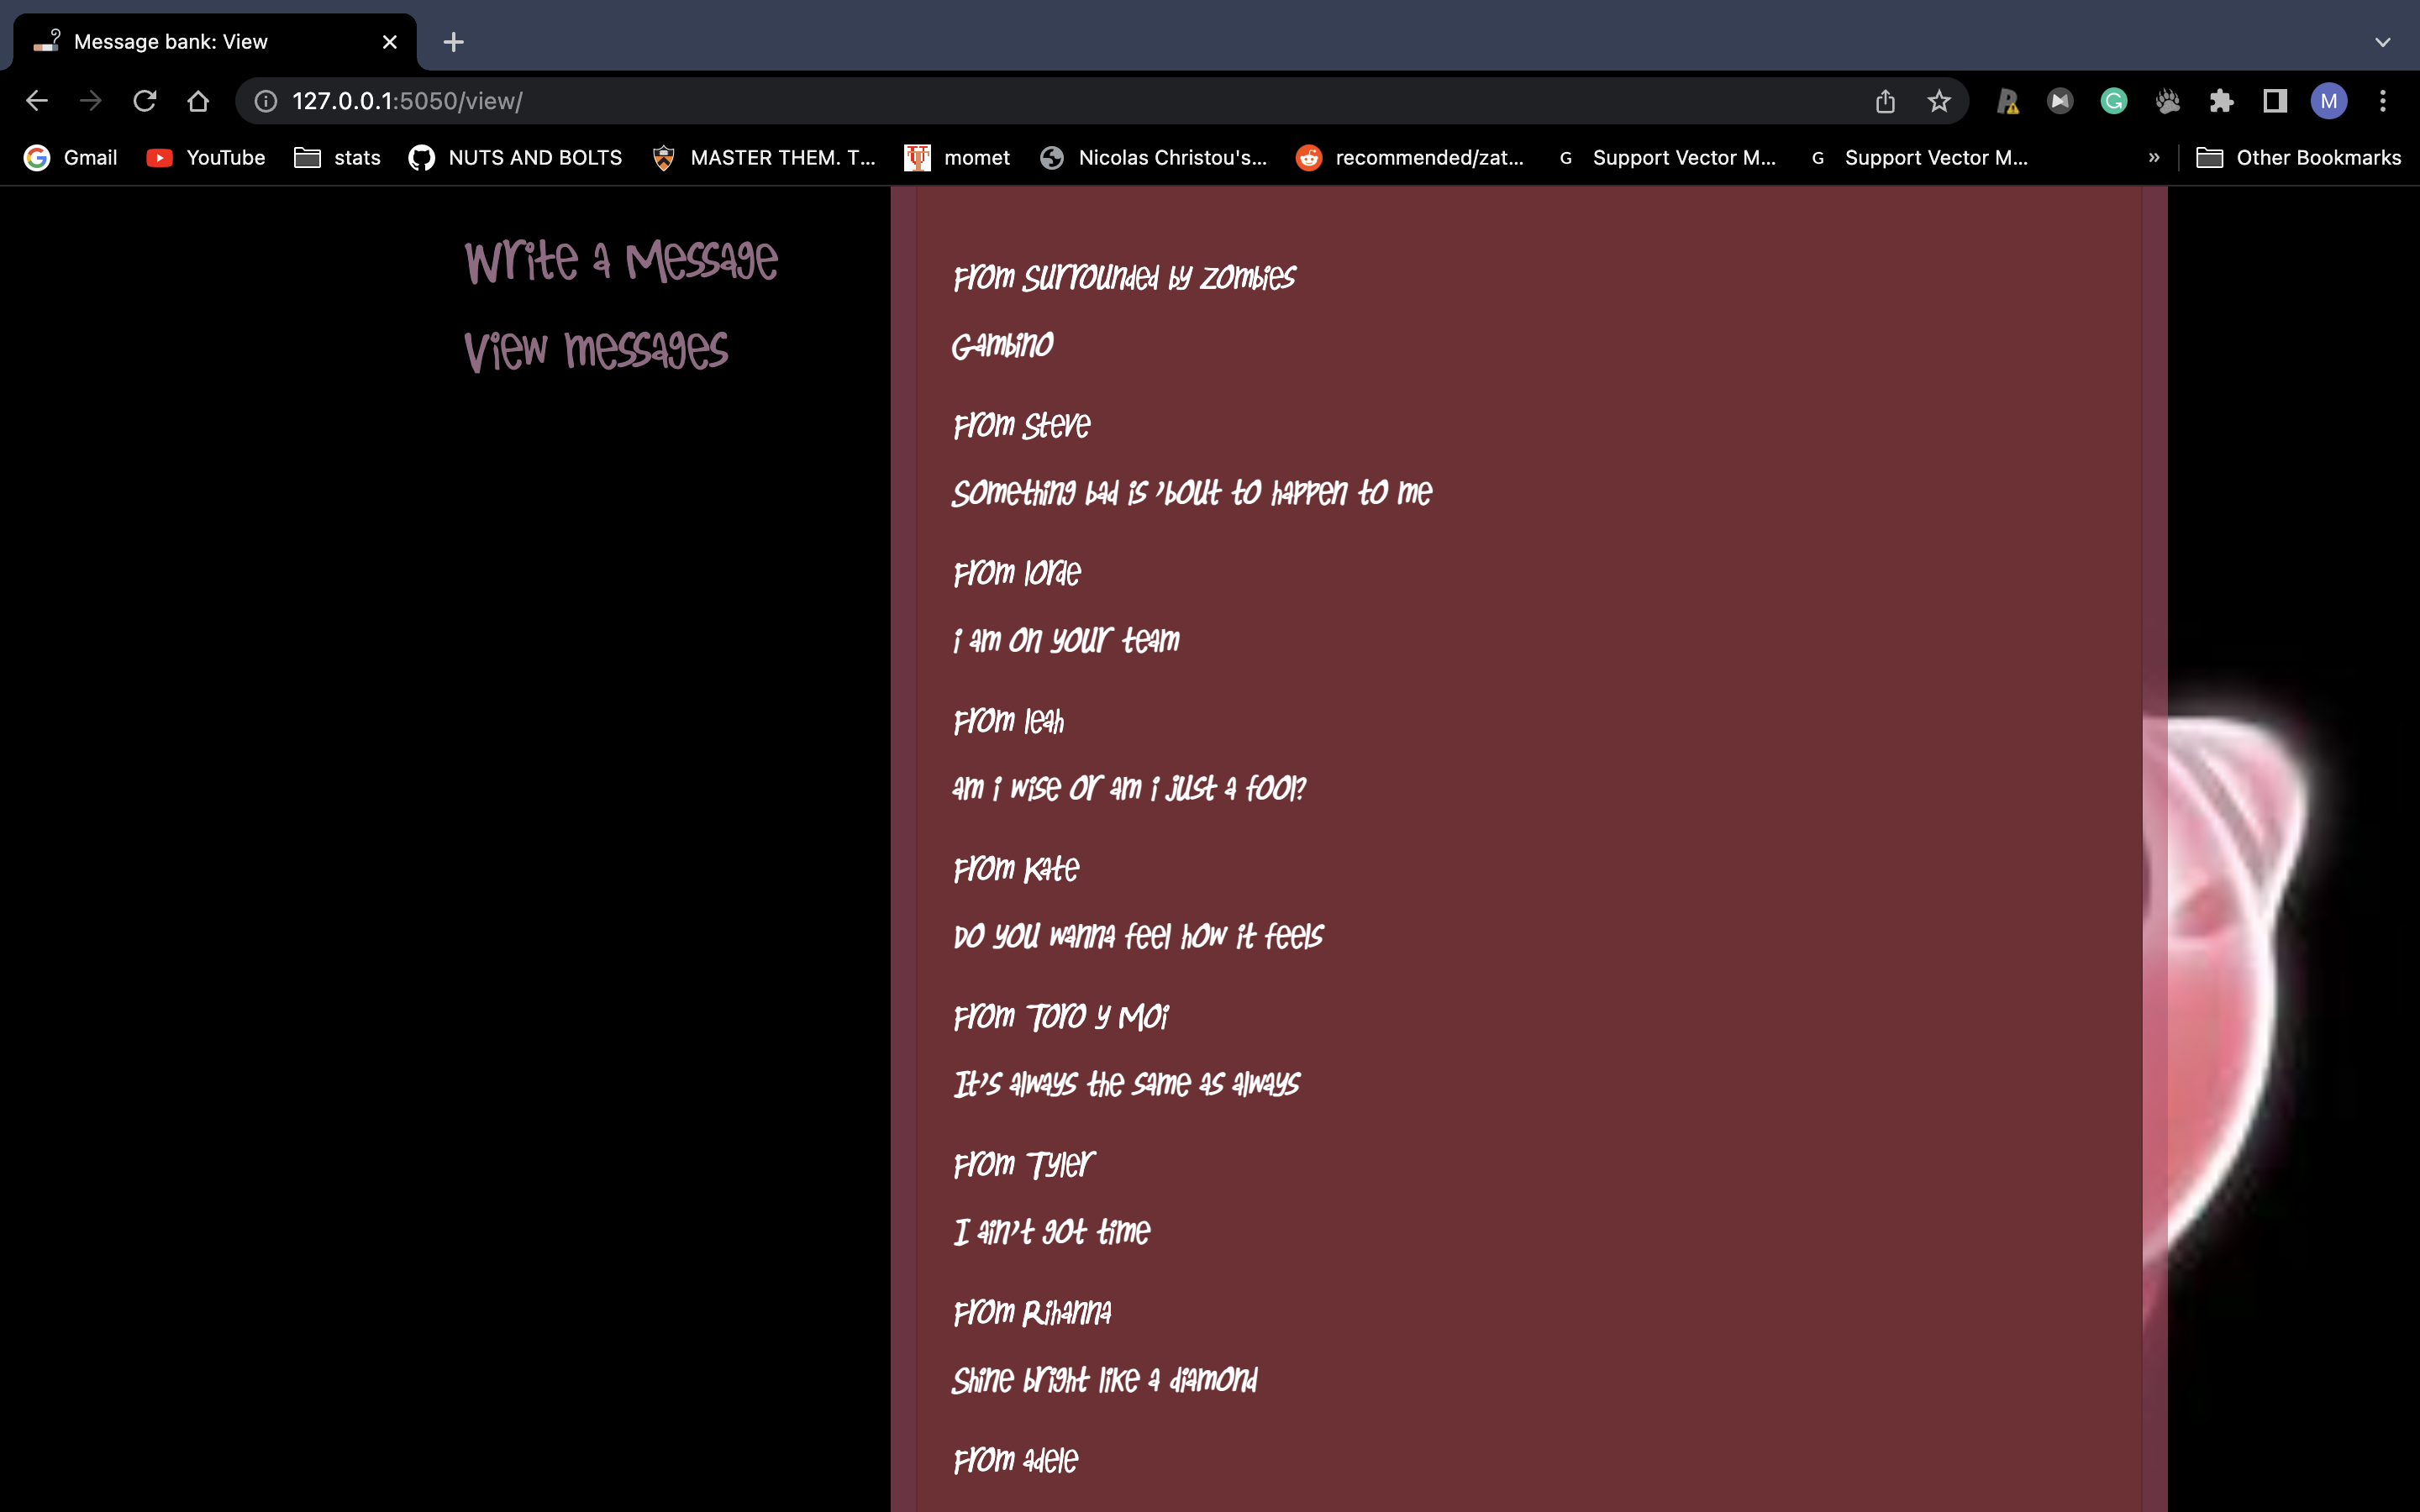 Message bank: View
127.0.0.1:5050/view/
M
Gmail
YouTube
stats
NUTS AND BOLTS
MASTER THEM. T...
momet
Nicolas Christou's...
recommended/zat...
G Support Vector M...
G Support Vector M...
»
Other Bookmarks
Write a Message
View messages
From Surrounded by Zombies
Gambino
From Steve
Something bad is 'bout to happen to me
From lorde
i am on your team
From leah
am i wise or am i just a fool?
From Kate
Do you wanna feel how it feels
From Toro y Moi
It's always the same as always
From Tyler
I ain't got time
From Rihanna
Shine bright like a diamond
From adele